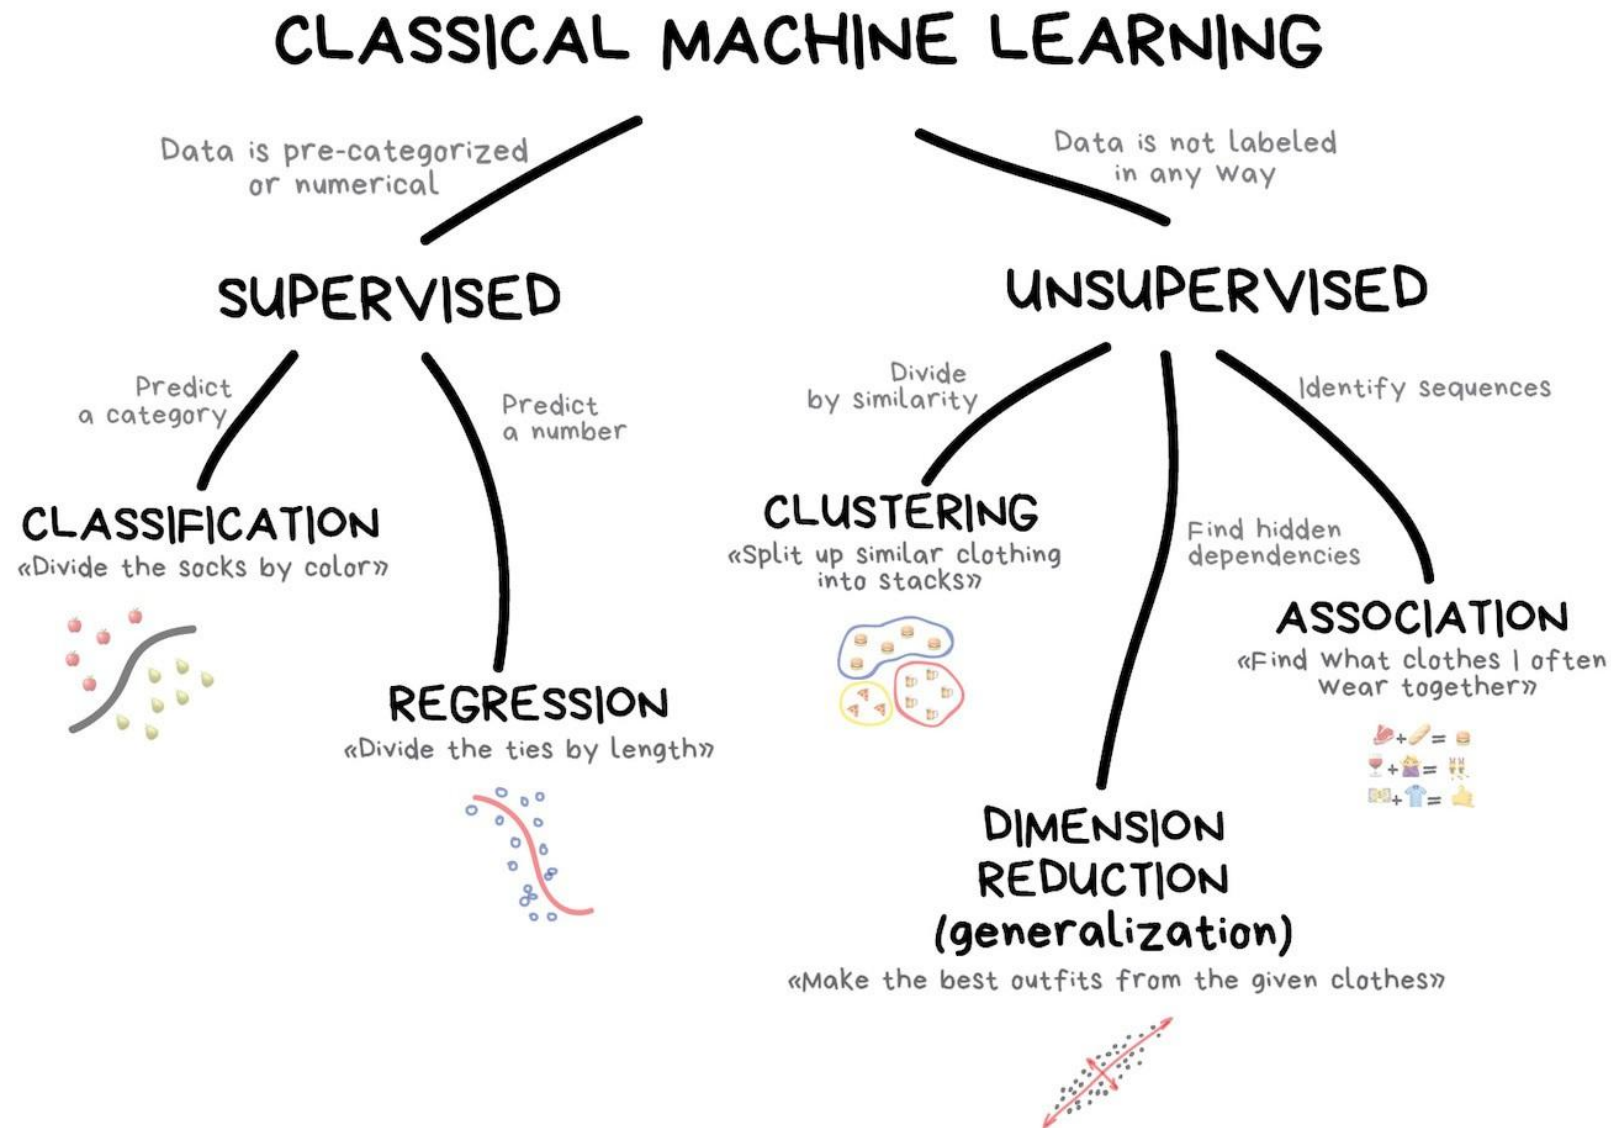 CLASSICAL MACHINE LEARNING
Data is pre-categorized
or numerical
Data is not labeled
in any way
SUPERVISED
UNSUPERVISED
Predict
a category
Predict
a number
Divide
by similarity
Identify sequences
CLASSIFICATION
«Divide the socks by color»
CLUSTERING
«Split up similar clothing
into stacks»
Find hidden
dependencies
ASSOCIATION
«Find what clothes I often
wear together»
REGRESSION
«Divide the ties by length»
+ =
+ =
+ =
DIMENSION
REDUCTION
(generalization)
«Make the best outfits from the given clothes»